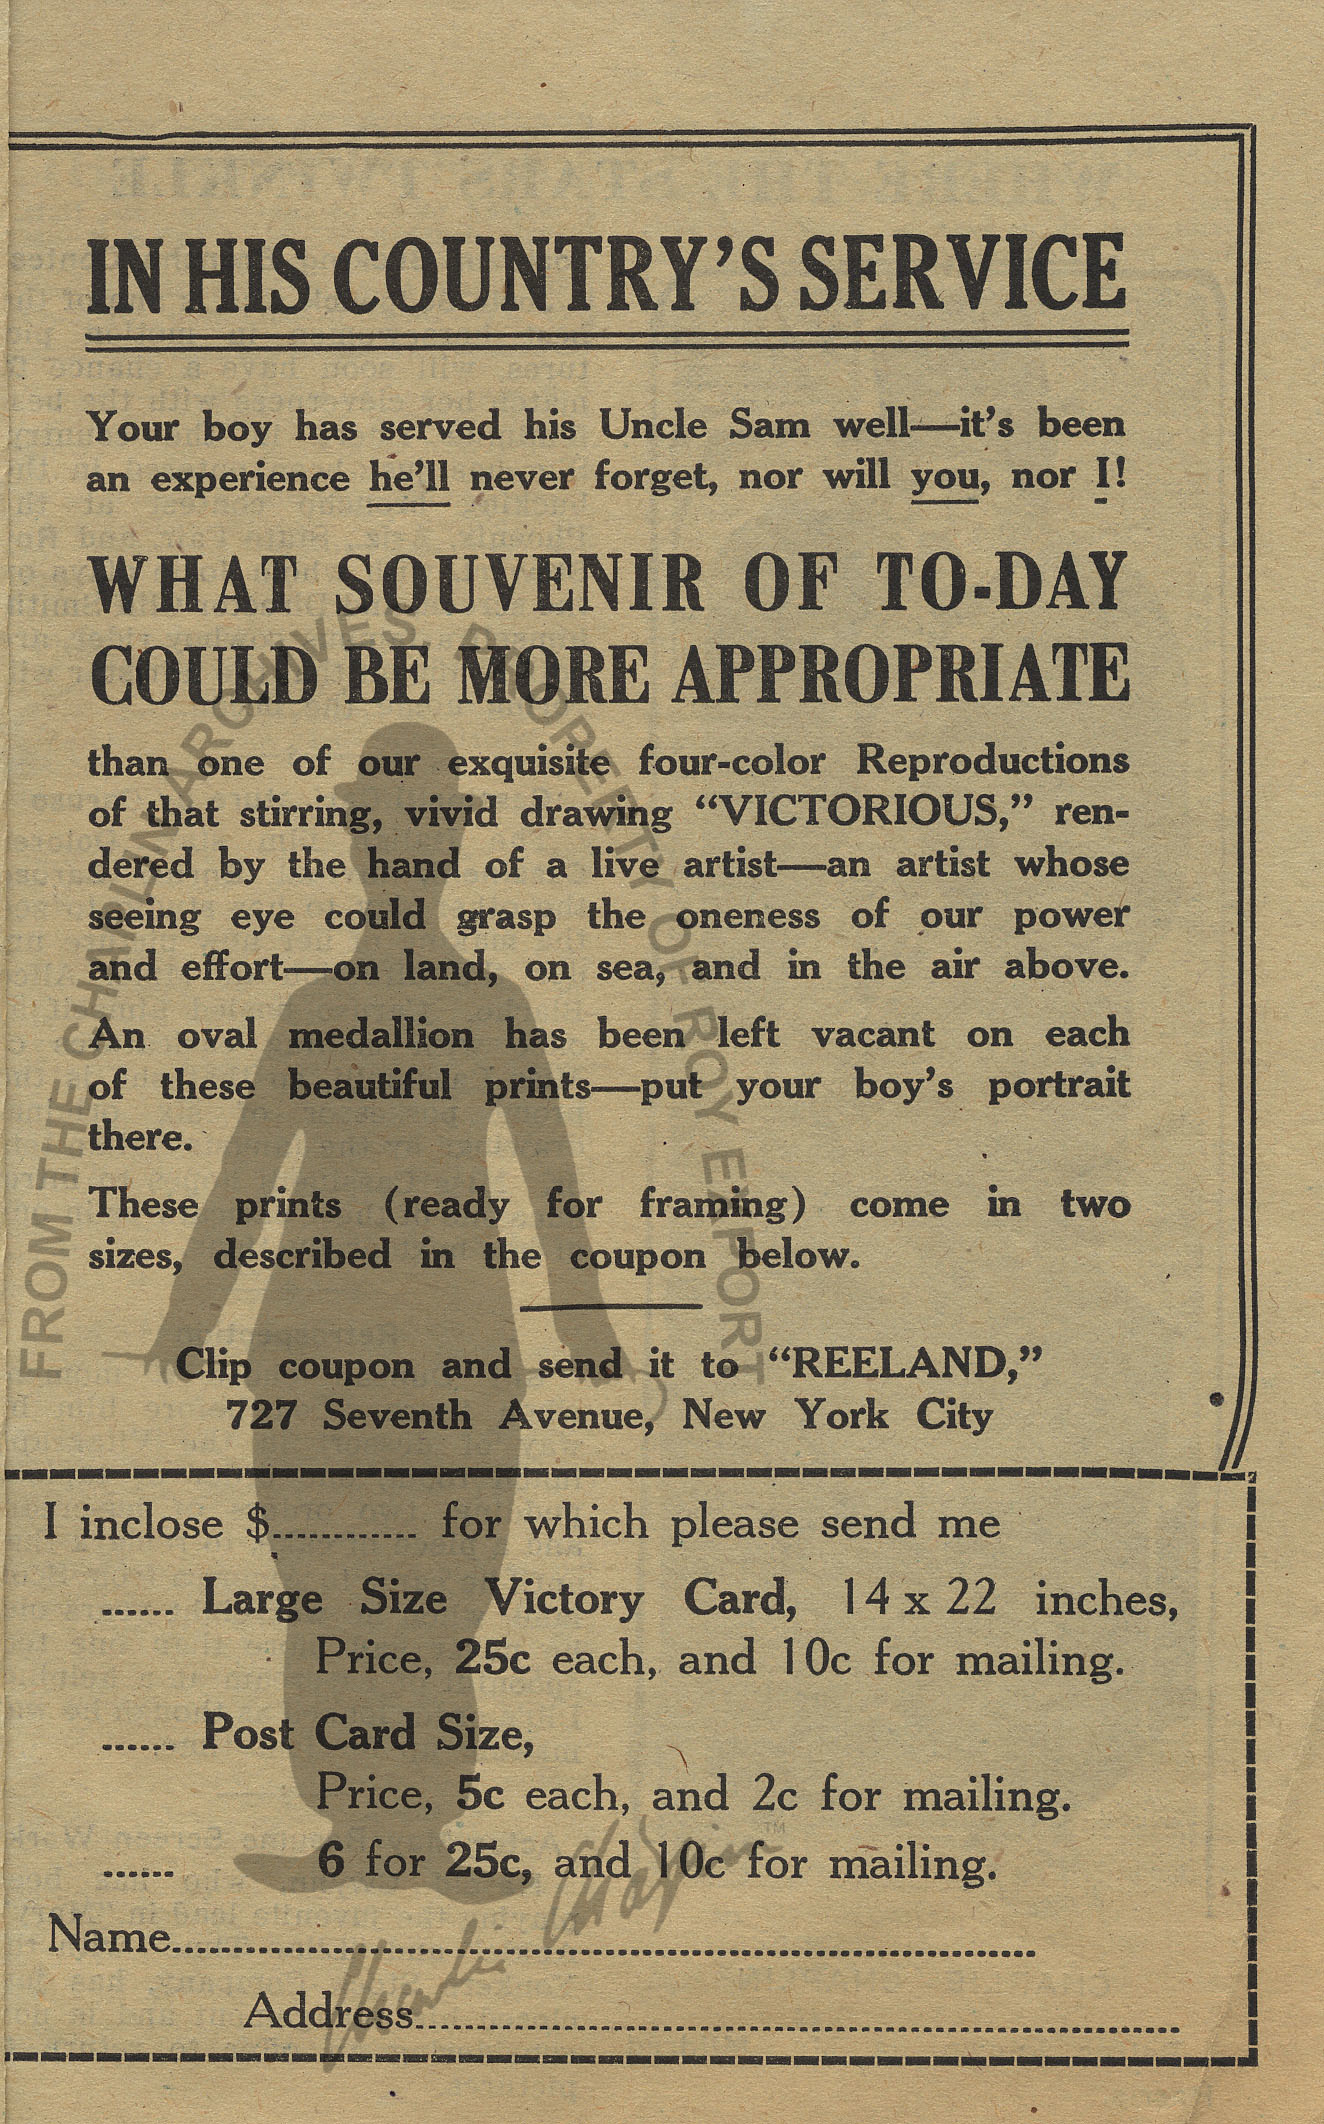 IN HIS COUNTRY'S SERVICE
Your boy has served his Uncle Sam well—it's been
an experience he'll never forget, nor will you, nor I!
WHAT SOUVENIR OF TO-DAY
COULD BE MORE APPROPRIATE
than one of our exquisite four-color Reproductions
of that stirring, vivid drawing “VICTORIOUS,” ren-
dered by the hand of a live artist—an artist whose
seeing eye could grasp the oneness of our power
and effort—on land, on sea, and in the air above.
An oval medallion has been left vacant on each
of these beautiful prints—put your boy's portrait
there.
These prints (ready for framing) come in two
sizes, described in the coupon below.
Clip coupon and send it to “REELAND,”
727 Seventh Avenue, New York City
I inclose $............ for which please send me
...... Large Size Victory Card, 14 x 22 inches,
Price, 25c each, and 10c for mailing.
...... Post Card Size,
Price, 5c each, and 2c for mailing.
...... 6 for 25c, and 10c for mailing.
Name......................................................................
Address................................................................
FROM THE CHAPLIN ARCHIVES PROPERTY OF ROY EXPORT
Charlie Chaplin